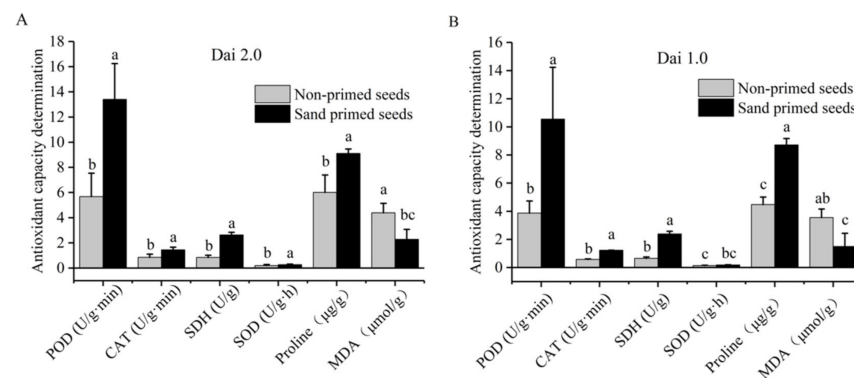 A
Dai 2.0
Antioxidant capacity determination
18
16
14
12
10
8
6
4
2
0
Non-primed seeds
Sand primed seeds
b
a
b
a
b
a
b
a
b
a
a
bc
POD (U/g·min)
CAT (U/g·min)
SDH (U/g)
SOD (U/g·h)
Proline (μg/g)
MDA (μmol/g)
B
Dai 1.0
Antioxidant capacity determination
16
14
12
10
8
6
4
2
0
Non-primed seeds
Sand primed seeds
b
a
b
a
b
a
c
bc
c
a
ab
c
POD (U/g·min)
CAT (U/g·min)
SDH (U/g)
SOD (U/g·h)
Proline (μg/g)
MDA (μmol/g)